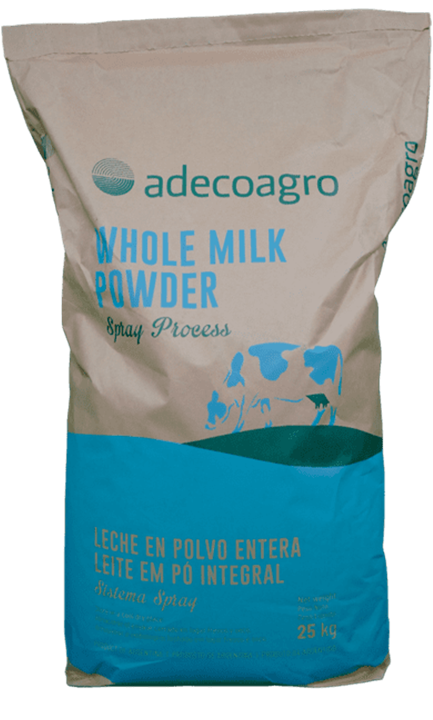 adecoagro
adecoagro
WHOLE MILK
POWDER
Spray Process
LECHE EN POLVO ENTERA
LEITE EM PÓ INTEGRAL
Sistema Spray
25 kg